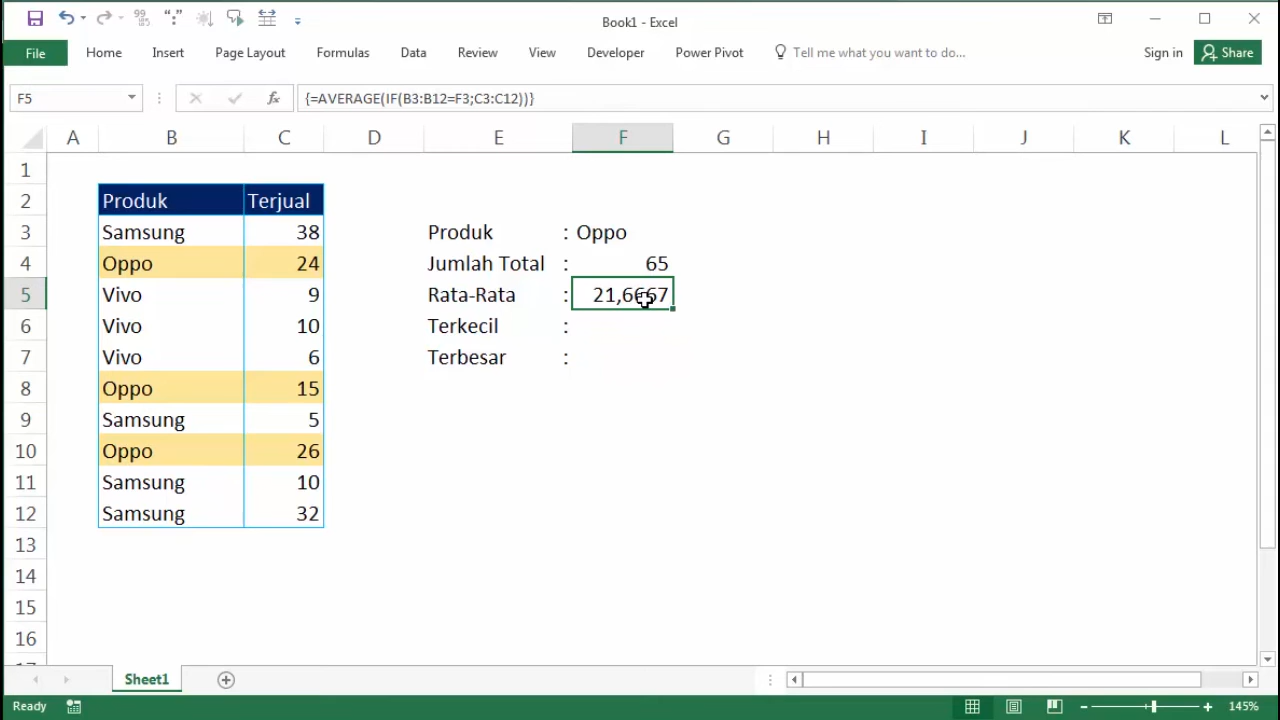 Book1 - Excel
File Home Insert Page Layout Formulas Data Review View Developer Power Pivot Tell me what you want to do... Sign in Share
F5 fx {=AVERAGE(IF(B3:B12=F3;C3:C12))}
A B C D E F G H I J K L
1
2 Produk Terjual
3 Samsung 38 Produk : Oppo
4 Oppo 24 Jumlah Total : 65
5 Vivo 9 Rata-Rata : 21,6667
6 Vivo 10 Terkecil :
7 Vivo 6 Terbesar :
8 Oppo 15
9 Samsung 5
10 Oppo 26
11 Samsung 10
12 Samsung 32
13
14
15
16
Sheet1
Ready 145%